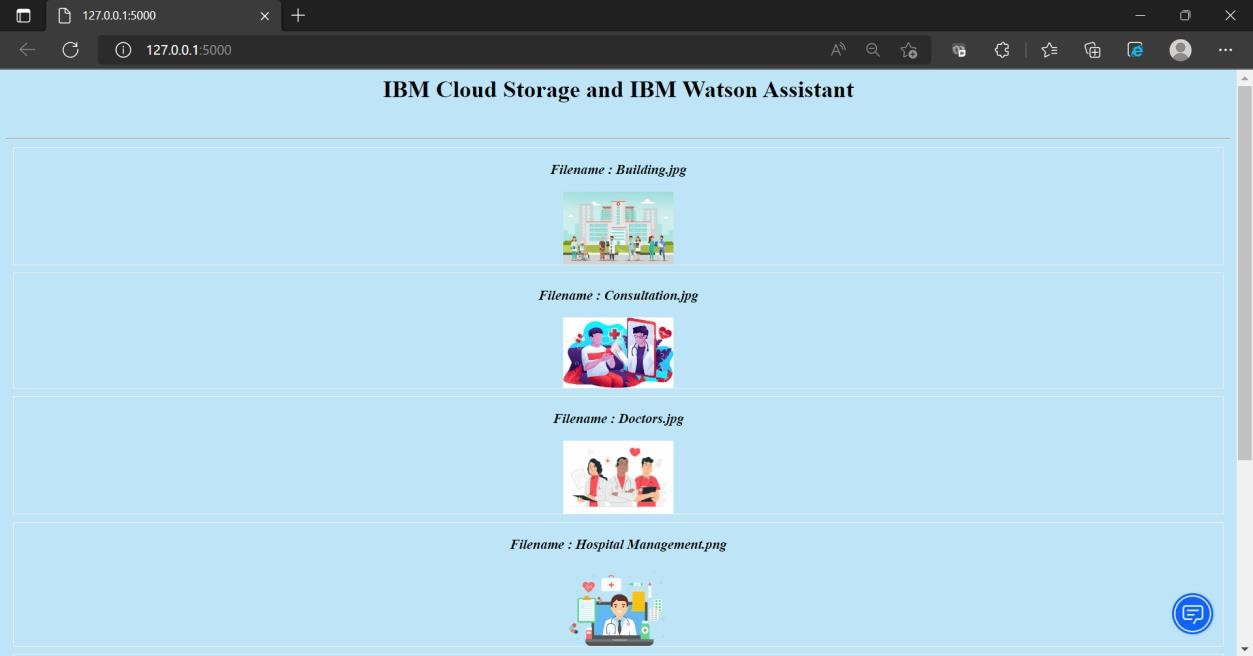 127.0.0.1:5000
127.0.0.1:5000
IBM Cloud Storage and IBM Watson Assistant
Filename : Building.jpg
Filename : Consultation.jpg
Filename : Doctors.jpg
Filename : Hospital Management.png